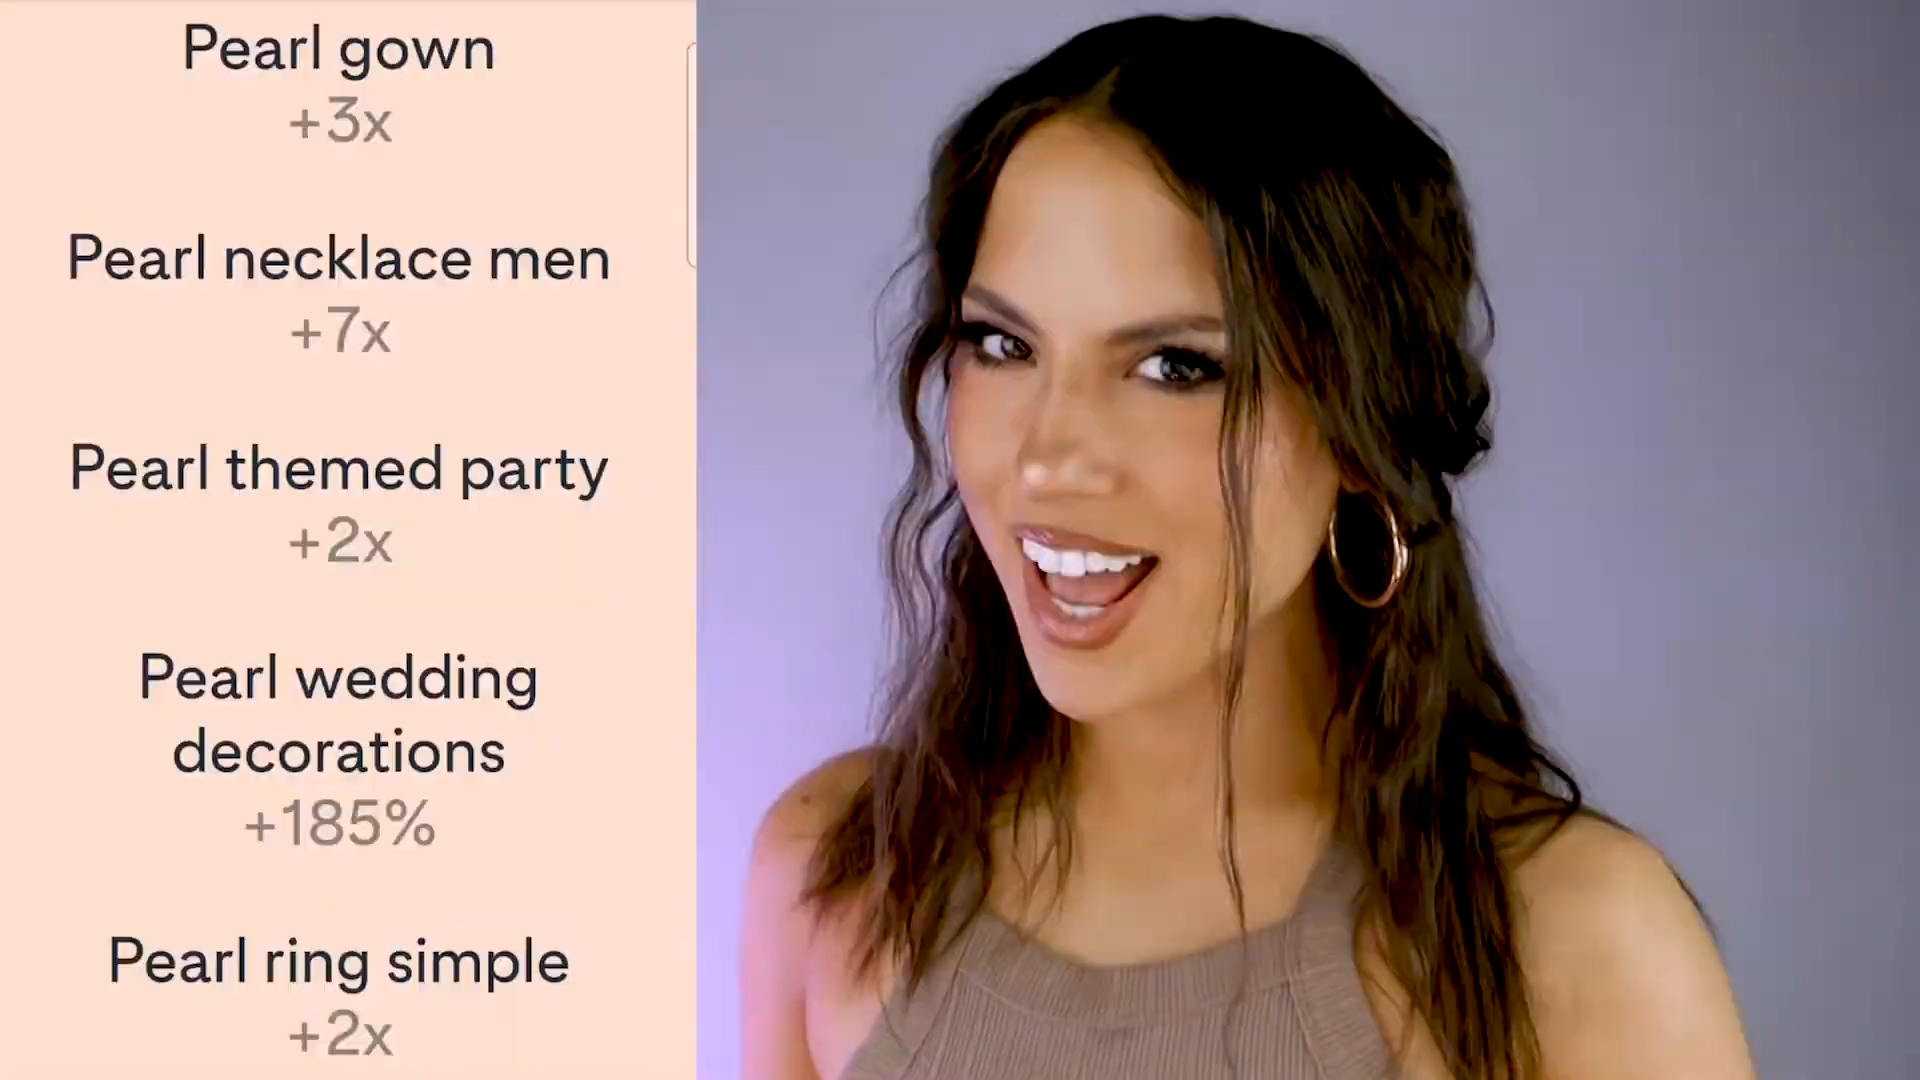 Pearl gown
+3x
Pearl necklace men
+7x
Pearl themed party
+2x
Pearl wedding
decorations
+185%
Pearl ring simple
+2x